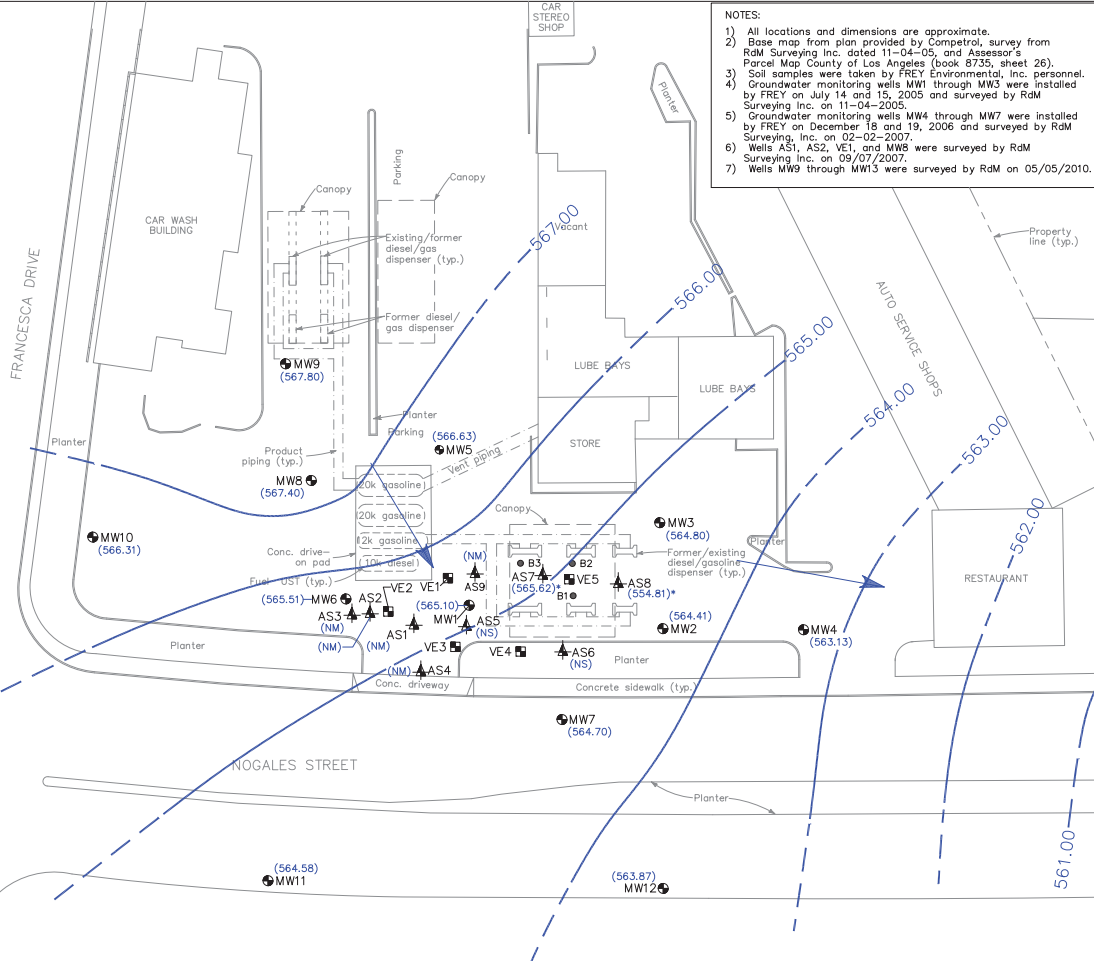 NOTES:
1) All locations and dimensions are approximate.
2) Base map from plan provided by Competrol, survey from
RdM Surveying Inc. dated 11-04-05, and Assessor's
Parcel Map County of Los Angeles (book 8735, sheet 26).
3) Soil samples were taken by FREY Environmental, Inc. personnel.
4) Groundwater monitoring wells MW1 through MW3 were installed
by FREY on July 14 and 15, 2005 and surveyed by RdM
Surveying Inc. on 11-04-2005.
5) Groundwater monitoring wells MW4 through MW7 were installed
by FREY on December 18 and 19, 2006 and surveyed by RdM
Surveying, Inc. on 02-02-2007.
6) Wells AS1, AS2, VE1, and MW8 were surveyed by RdM
Surveying Inc. on 09/07/2007.
7) Wells MW9 through MW13 were surveyed by RdM on 05/05/2010.
CAR
STEREO
SHOP
Planter
Parking
Canopy
Canopy
CAR WASH
BUILDING
567.00
Vacant
Existing/former
diesel/gas
dispenser (typ.)
Property
line (typ.)
566.00
FRANCESCA DRIVE
Former diesel/
gas dispenser
565.00
AUTO SERVICE SHOPS
MW9
(567.80)
LUBE BAYS
LUBE BAYS
564.00
Planter
Parking
(566.63)
MW5
STORE
563.00
Planter
Product
piping (typ.)
Vent piping
MW8
(567.40)
(20k gasoline)
Canopy
562.00
(20k gasoline)
MW3
(564.80)
MW10
(566.31)
(12k gasoline)
Planter
Conc. drive-
on pad
(10k diesel)
(NM)
B3
B2
Former/existing
diesel/gasoline
dispenser (typ.)
Fuel UST (typ.)
VE2
VE1
AS9
AS7
(565.62)*
VE5
AS8
(554.81)*
RESTAURANT
(565.51)
MW6
AS2
(565.10)
B1
AS3
(NM)
MW1
AS5
(NS)
(564.41)
MW2
AS1
MW4
(563.13)
(NM)
(NM)
Planter
VE3
VE4
AS6
(NS)
Planter
(NM)
AS4
Conc. driveway
Concrete sidewalk (typ.)
MW7
(564.70)
NOGALES STREET
Planter
561.00
(564.58)
MW11
(563.87)
MW12